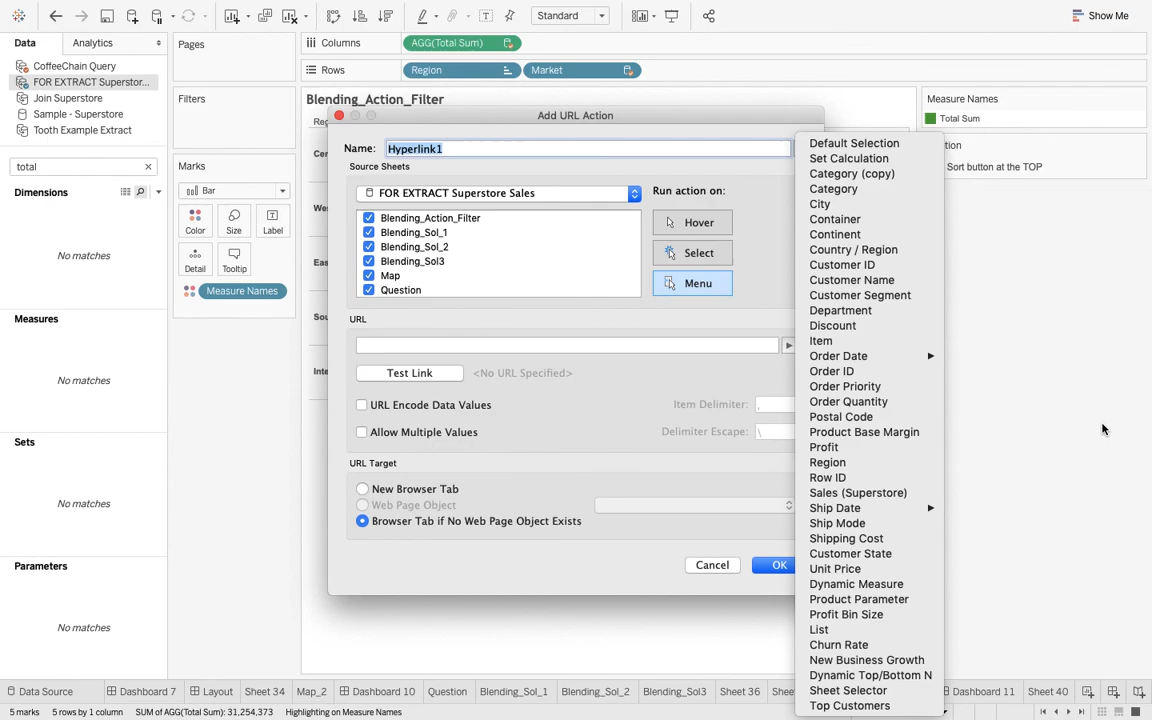 Standard
Show Me
Data
Analytics
CoffeeChain Query
FOR EXTRACT Superstor...
Join Superstore
Sample - Superstore
Tooth Example Extract
total
Dimensions
No matches
Measures
No matches
Sets
No matches
Parameters
No matches
Pages
Filters
Marks
Bar
Color
Size
Label
Detail
Tooltip
Measure Names
Columns
AGG(Total Sum)
Rows
Region
Market
Blending_Action_Filter
Measure Names
Total Sum
Sort button at the TOP
Add URL Action
Name:
Hyperlink1
Source Sheets
FOR EXTRACT Superstore Sales
Blending_Action_Filter
Blending_Sol_1
Blending_Sol_2
Blending_Sol3
Map
Question
Run action on:
Hover
Select
Menu
URL
Test Link
<No URL Specified>
URL Encode Data Values
Item Delimiter: ,
Allow Multiple Values
Delimiter Escape: \
URL Target
New Browser Tab
Web Page Object
Browser Tab if No Web Page Object Exists
Cancel
OK
Default Selection
Set Calculation
Category (copy)
Category
City
Container
Continent
Country / Region
Customer ID
Customer Name
Customer Segment
Department
Discount
Item
Order Date
Order ID
Order Priority
Order Quantity
Postal Code
Product Base Margin
Profit
Region
Row ID
Sales (Superstore)
Ship Date
Ship Mode
Shipping Cost
Customer State
Unit Price
Dynamic Measure
Product Parameter
Profit Bin Size
List
Churn Rate
New Business Growth
Dynamic Top/Bottom N
Sheet Selector
Top Customers
Data Source
Dashboard 7
Layout
Sheet 34
Map_2
Dashboard 10
Question
Blending_Sol_1
Blending_Sol_2
Blending_Sol3
Sheet 36
Dashboard 11
Sheet 40
5 marks
5 rows by 1 column
SUM of AGG(Total Sum): 31,254,373
Highlighting on Measure Names